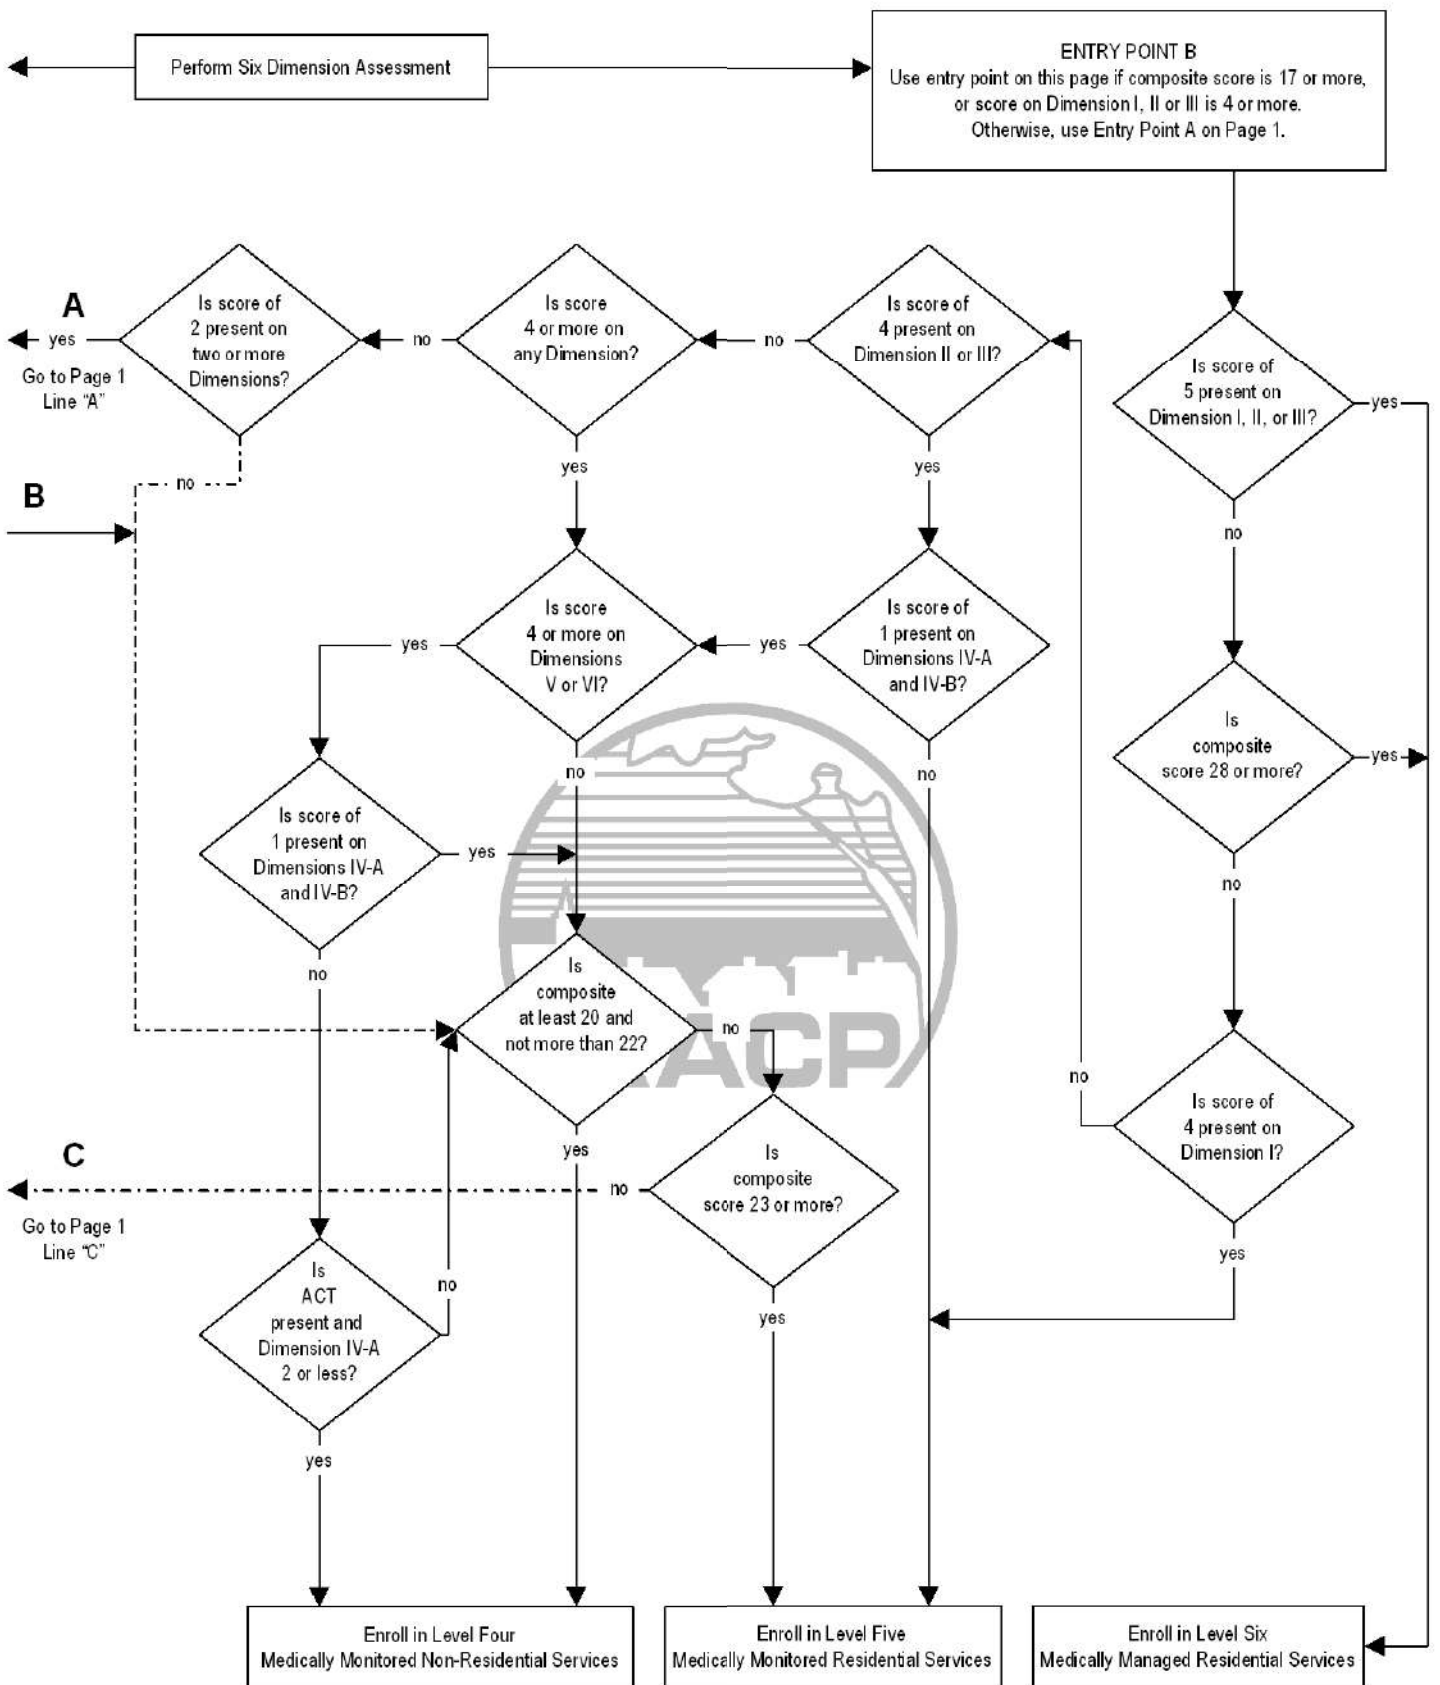 Perform Six Dimension Assessment
ENTRY POINT B
Use entry point on this page if composite score is 17 or more,
or score on Dimension I, II or III is 4 or more.
Otherwise, use Entry Point A on Page 1.
A
yes
Go to Page 1
Line "A"
Is score of
2 present on
two or more
Dimensions?
no
Is score
4 or more on
any Dimension?
no
Is score of
4 present on
Dimension II or III?
Is score of
5 present on
Dimension I, II, or III?
yes
no
B
yes
yes
no
yes
Is score
4 or more on
Dimensions
V or VI?
yes
Is score of
1 present on
Dimensions IV-A
and IV-B?
Is
composite
score 28 or more?
yes
no
no
Is score of
1 present on
Dimensions IV-A
and IV-B?
yes
no
no
Is
composite
at least 20 and
not more than 22?
no
AACP
no
Is score of
4 present on
Dimension I?
yes
C
Go to Page 1
Line "C"
no
Is
composite
score 23 or more?
yes
yes
Is
ACT
present and
Dimension IV-A
2 or less?
no
yes
Enroll in Level Four
Medically Monitored Non-Residential Services
Enroll in Level Five
Medically Monitored Residential Services
Enroll in Level Six
Medically Managed Residential Services